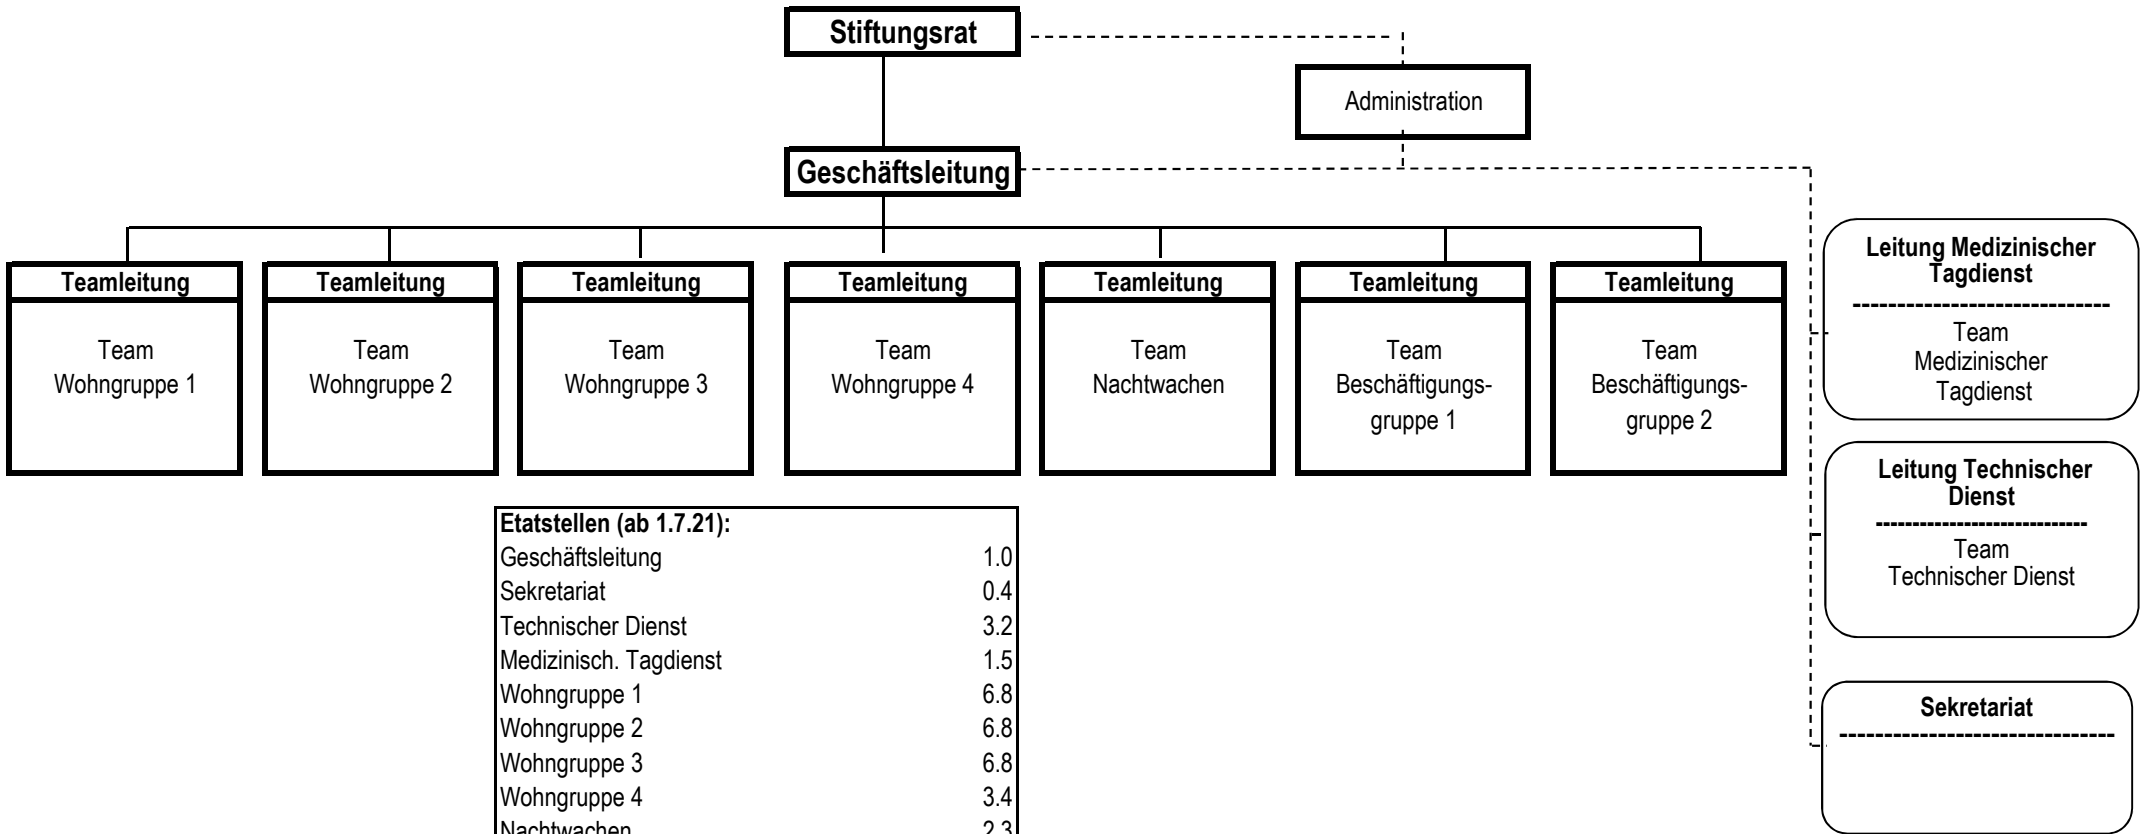 Stiftungsrat
Administration
Geschäftsleitung
Teamleitung
Team
Wohngruppe 1
Teamleitung
Team
Wohngruppe 2
Teamleitung
Team
Wohngruppe 3
Teamleitung
Team
Wohngruppe 4
Teamleitung
Team
Nachtwachen
Teamleitung
Team
Beschäftigungs-
gruppe 1
Teamleitung
Team
Beschäftigungs-
gruppe 2
Leitung Medizinischer
Tagdienst
Team
Medizinischer
Tagdienst
Leitung Technischer
Dienst
Team
Technischer Dienst
Sekretariat
Etatstellen (ab 1.7.21):
Geschäftsleitung 1.0
Sekretariat 0.4
Technischer Dienst 3.2
Medizinisch. Tagdienst 1.5
Wohngruppe 1 6.8
Wohngruppe 2 6.8
Wohngruppe 3 6.8
Wohngruppe 4 3.4
Nachtwachen 2.3